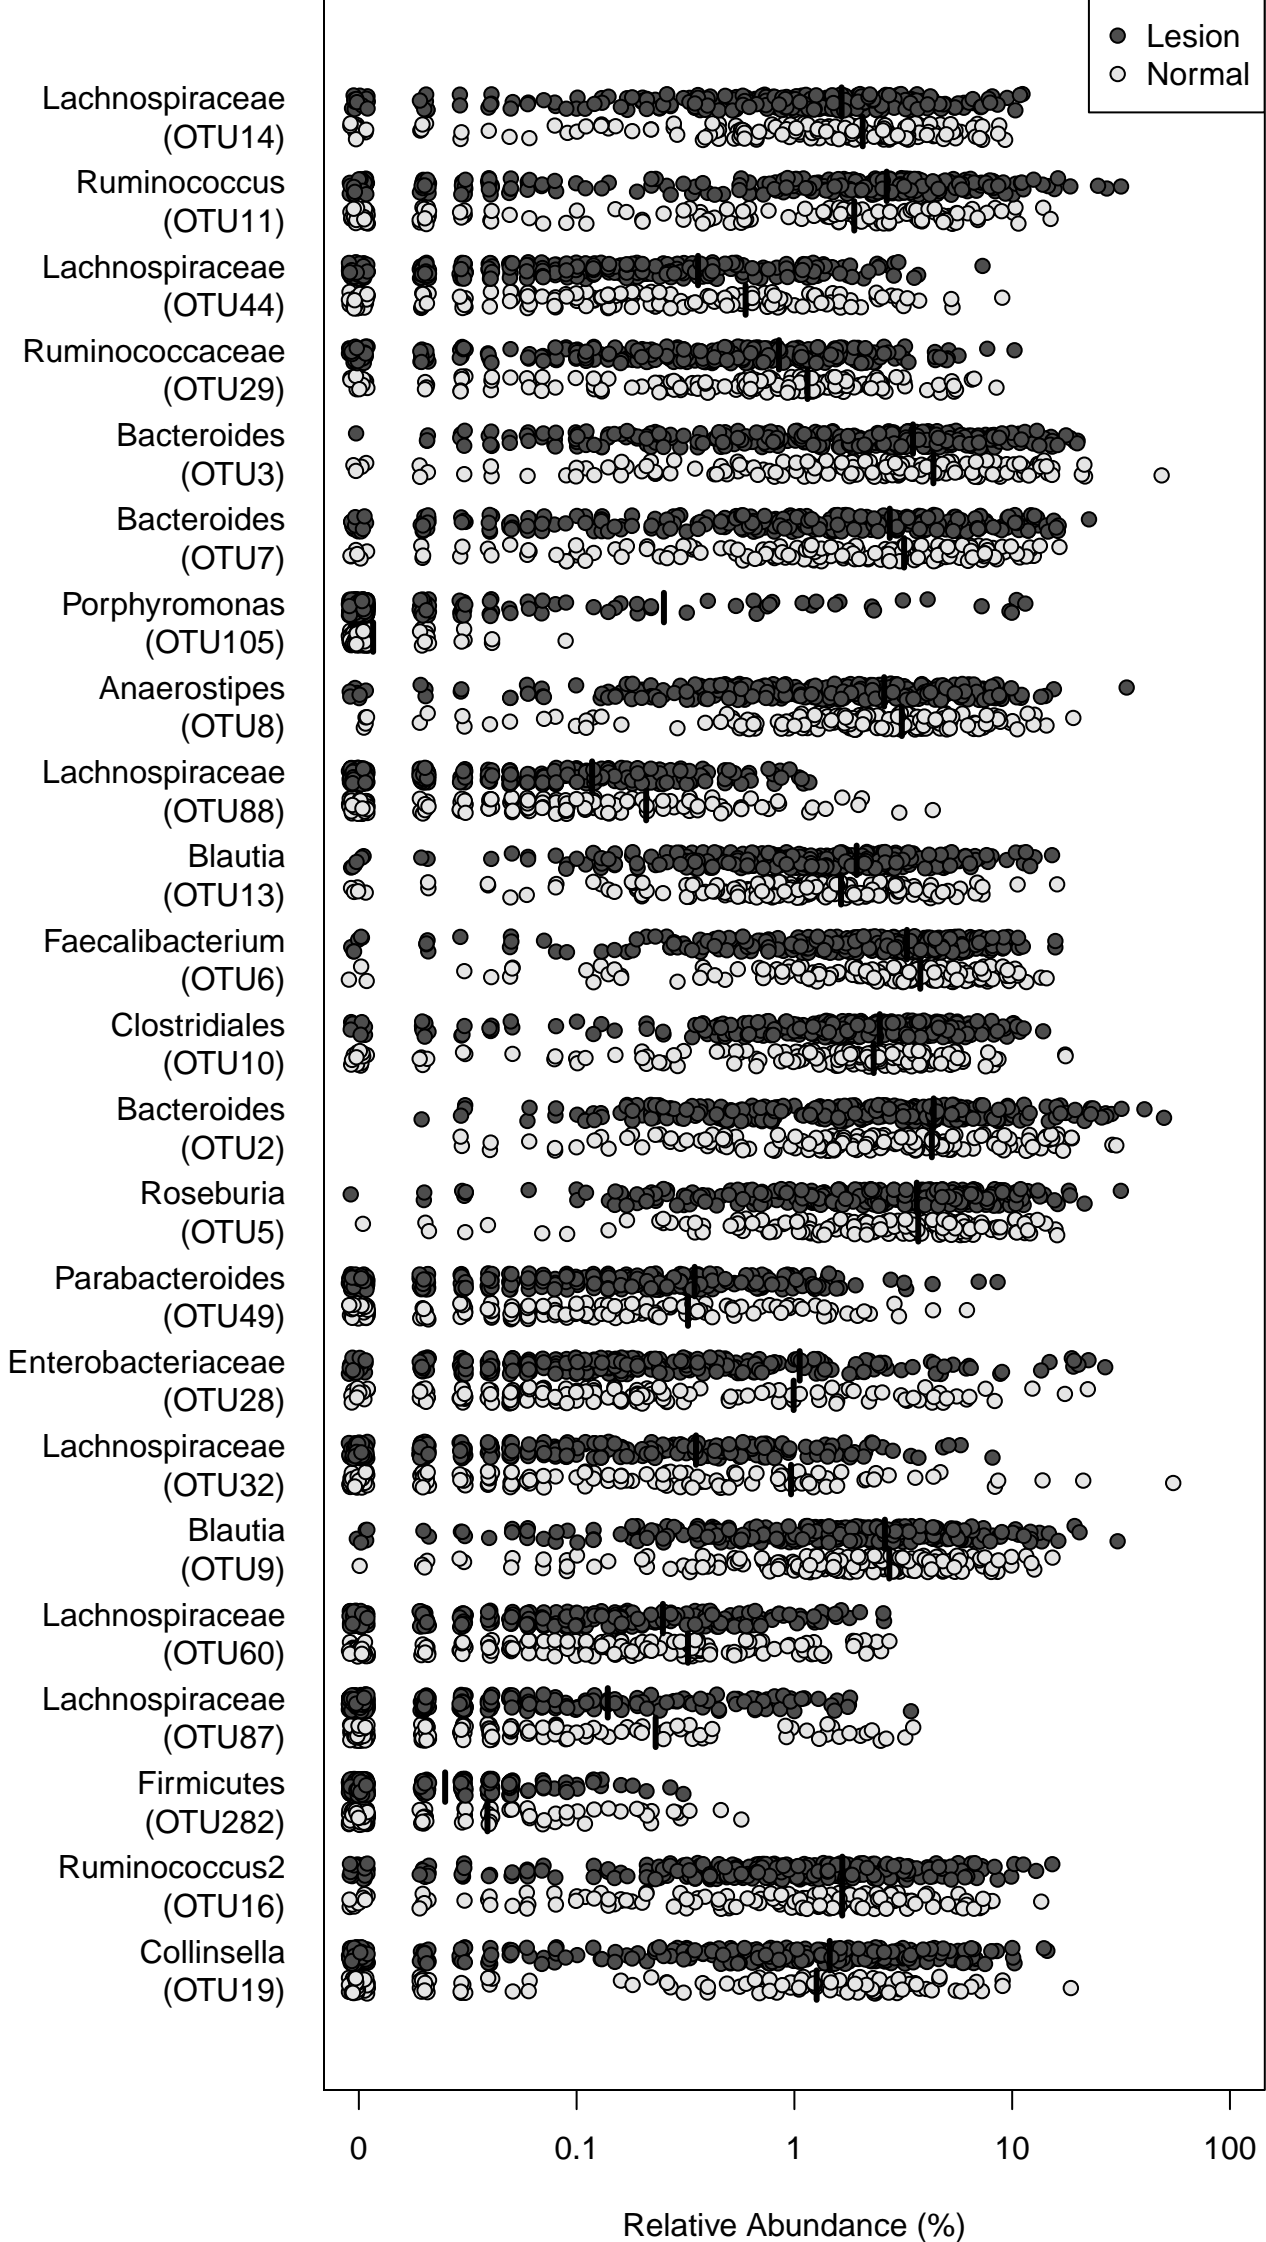 Lesion
Normal
Lachnospiraceae
(OTU14)
Ruminococcus
(OTU11)
Lachnospiraceae
(OTU44)
Ruminococcaceae
(OTU29)
Bacteroides
(OTU3)
Bacteroides
(OTU7)
Porphyromonas
(OTU105)
Anaerostipes
(OTU8)
Lachnospiraceae
(OTU88)
Blautia
(OTU13)
Faecalibacterium
(OTU6)
Clostridiales
(OTU10)
Bacteroides
(OTU2)
Roseburia
(OTU5)
Parabacteroides
(OTU49)
Enterobacteriaceae
(OTU28)
Lachnospiraceae
(OTU32)
Blautia
(OTU9)
Lachnospiraceae
(OTU60)
Lachnospiraceae
(OTU87)
Firmicutes
(OTU282)
Ruminococcus2
(OTU16)
Collinsella
(OTU19)
0 0.1 1 10 100
Relative Abundance (%)